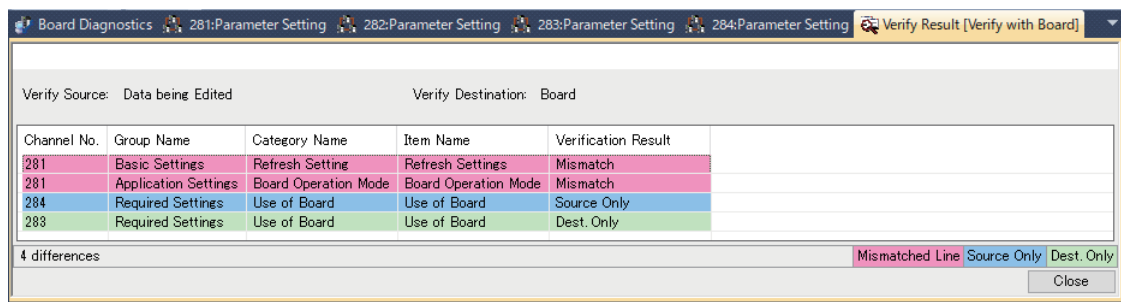 Board Diagnostics 281:Parameter Setting 282:Parameter Setting 283:Parameter Setting 284:Parameter Setting Verify Result [Verify with Board]
Verify Source: Data being Edited Verify Destination: Board
Channel No. Group Name Category Name Item Name Verification Result
281 Basic Settings Refresh Setting Refresh Settings Mismatch
281 Application Settings Board Operation Mode Board Operation Mode Mismatch
284 Required Settings Use of Board Use of Board Source Only
283 Required Settings Use of Board Use of Board Dest. Only
4 differences Mismatched Line Source Only Dest. Only
Close